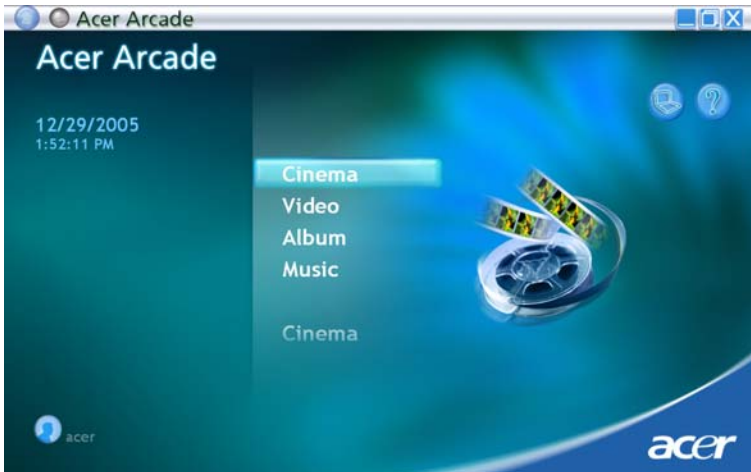 Acer Arcade
Acer Arcade
12/29/2005
1:52:11 PM
Cinema
Video
Album
Music
Cinema
acer
acer